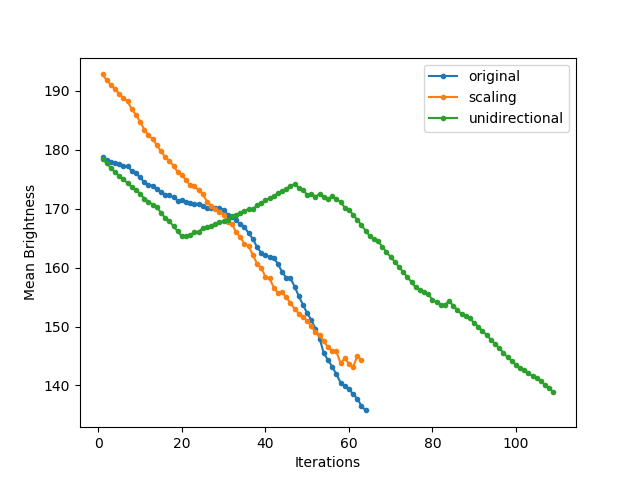 original
scaling
unidirectional
190
180
170
160
150
140
Mean Brightness
0 20 40 60 80 100
Iterations